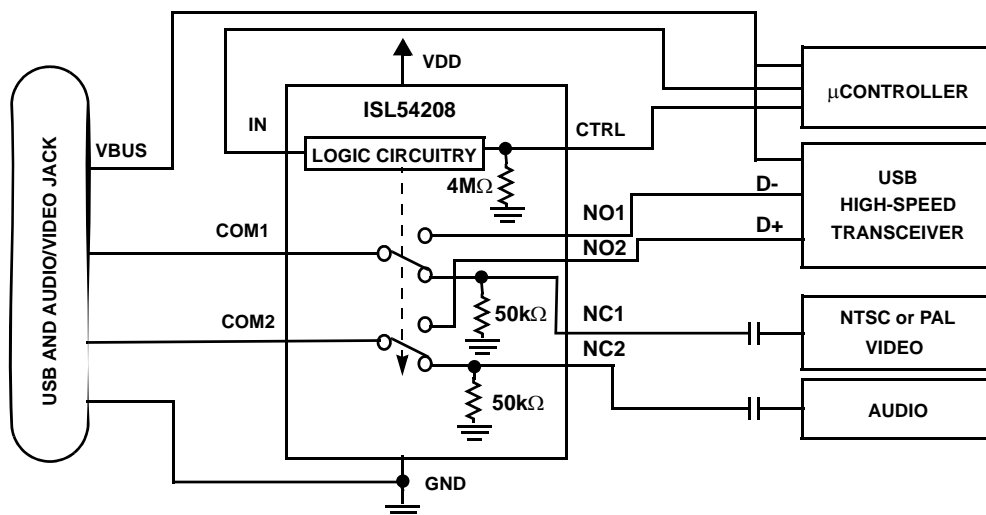 VDD
ISL54208
μCONTROLLER
IN
CTRL
LOGIC CIRCUITRY
VBUS
4MΩ
USB AND AUDIO/VIDEO JACK
D-
USB
HIGH-SPEED
TRANSCEIVER
NO1
D+
COM1
NO2
50kΩ
NC1
NTSC or PAL
VIDEO
COM2
NC2
50kΩ
AUDIO
GND